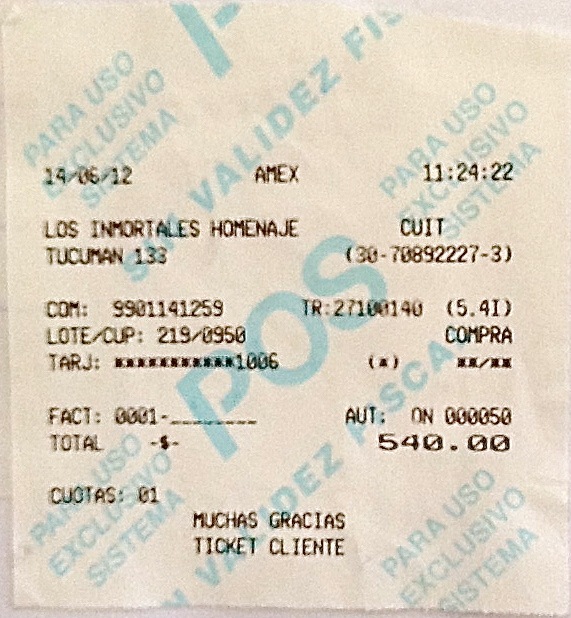 14/06/12 AMEX 11:24:22
LOS INMORTALES HOMENAJE CUIT
TUCUMAN 133 (30-70892227-3)
COM: 9901141259 TR:27100140 (5.4I)
LOTE/CUP: 219/0950 COMPRA
TARJ: ***********1006 (*) **/**
FACT: 0001-________ AUT: ON 000050
TOTAL -$- 540.00
CUOTAS: 01
MUCHAS GRACIAS
TICKET CLIENTE
PARA USO
EXCLUSIVO
SISTEMA
POS
SIN VALIDEZ FIS
PARA USO
EXCLUSIVO
SISTEMA
POS
PARA USO
EXCLUSIVO
SISTEMA
VALIDEZ FISCA
PARA USO
EXCLUSIVO
SISTEMA